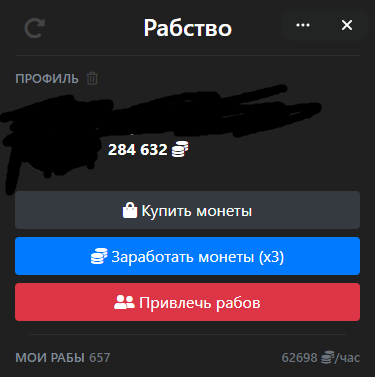 Рабство
ПРОФИЛЬ
284 632
Купить монеты
Заработать монеты (x3)
Привлечь рабов
МОИ РАБЫ 657 62698 /час